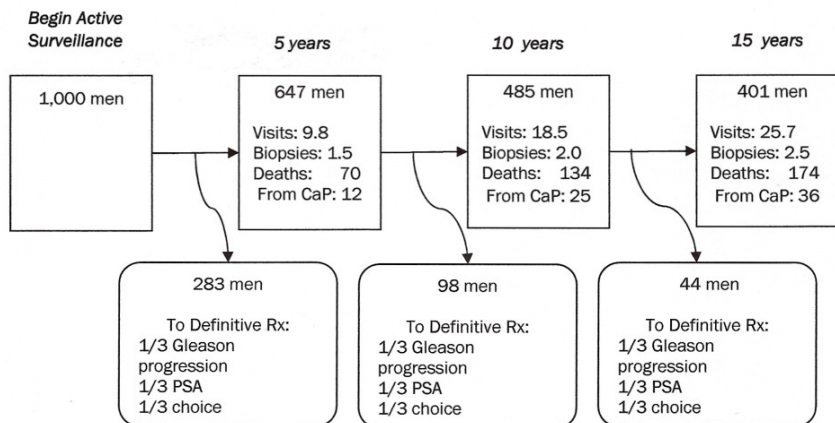 Begin Active
Surveillance
5 years
10 years
15 years
1,000 men
647 men
Visits: 9.8
Biopsies: 1.5
Deaths: 70
From CaP: 12
485 men
Visits: 18.5
Biopsies: 2.0
Deaths: 134
From CaP: 25
401 men
Visits: 25.7
Biopsies: 2.5
Deaths: 174
From CaP: 36
283 men
To Definitive Rx:
1/3 Gleason
progression
1/3 PSA
1/3 choice
98 men
To Definitive Rx:
1/3 Gleason
progression
1/3 PSA
1/3 choice
44 men
To Definitive Rx:
1/3 Gleason
progression
1/3 PSA
1/3 choice